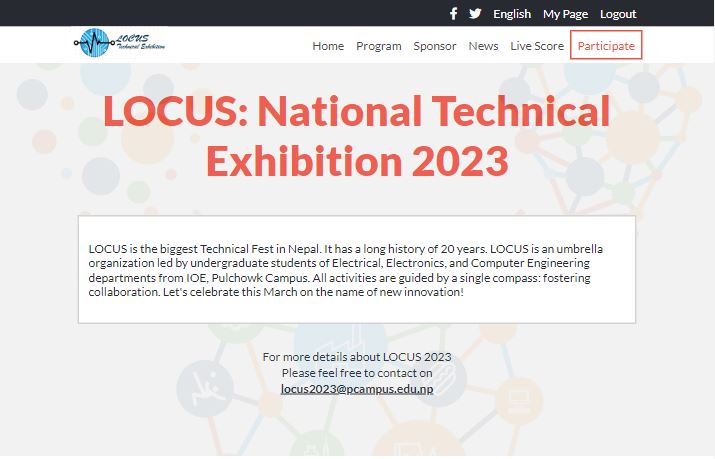 English My Page Logout
LOCUS
Technical Exhibition
Home Program Sponsor News Live Score Participate
LOCUS: National Technical
Exhibition 2023
LOCUS is the biggest Technical Fest in Nepal. It has a long history of 20 years. LOCUS is an umbrella
organization led by undergraduate students of Electrical, Electronics, and Computer Engineering
departments from IOE, Pulchowk Campus. All activities are guided by a single compass: fostering
collaboration. Let's celebrate this March on the name of new innovation!
For more details about LOCUS 2023
Please feel free to contact on
locus2023@pcampus.edu.np